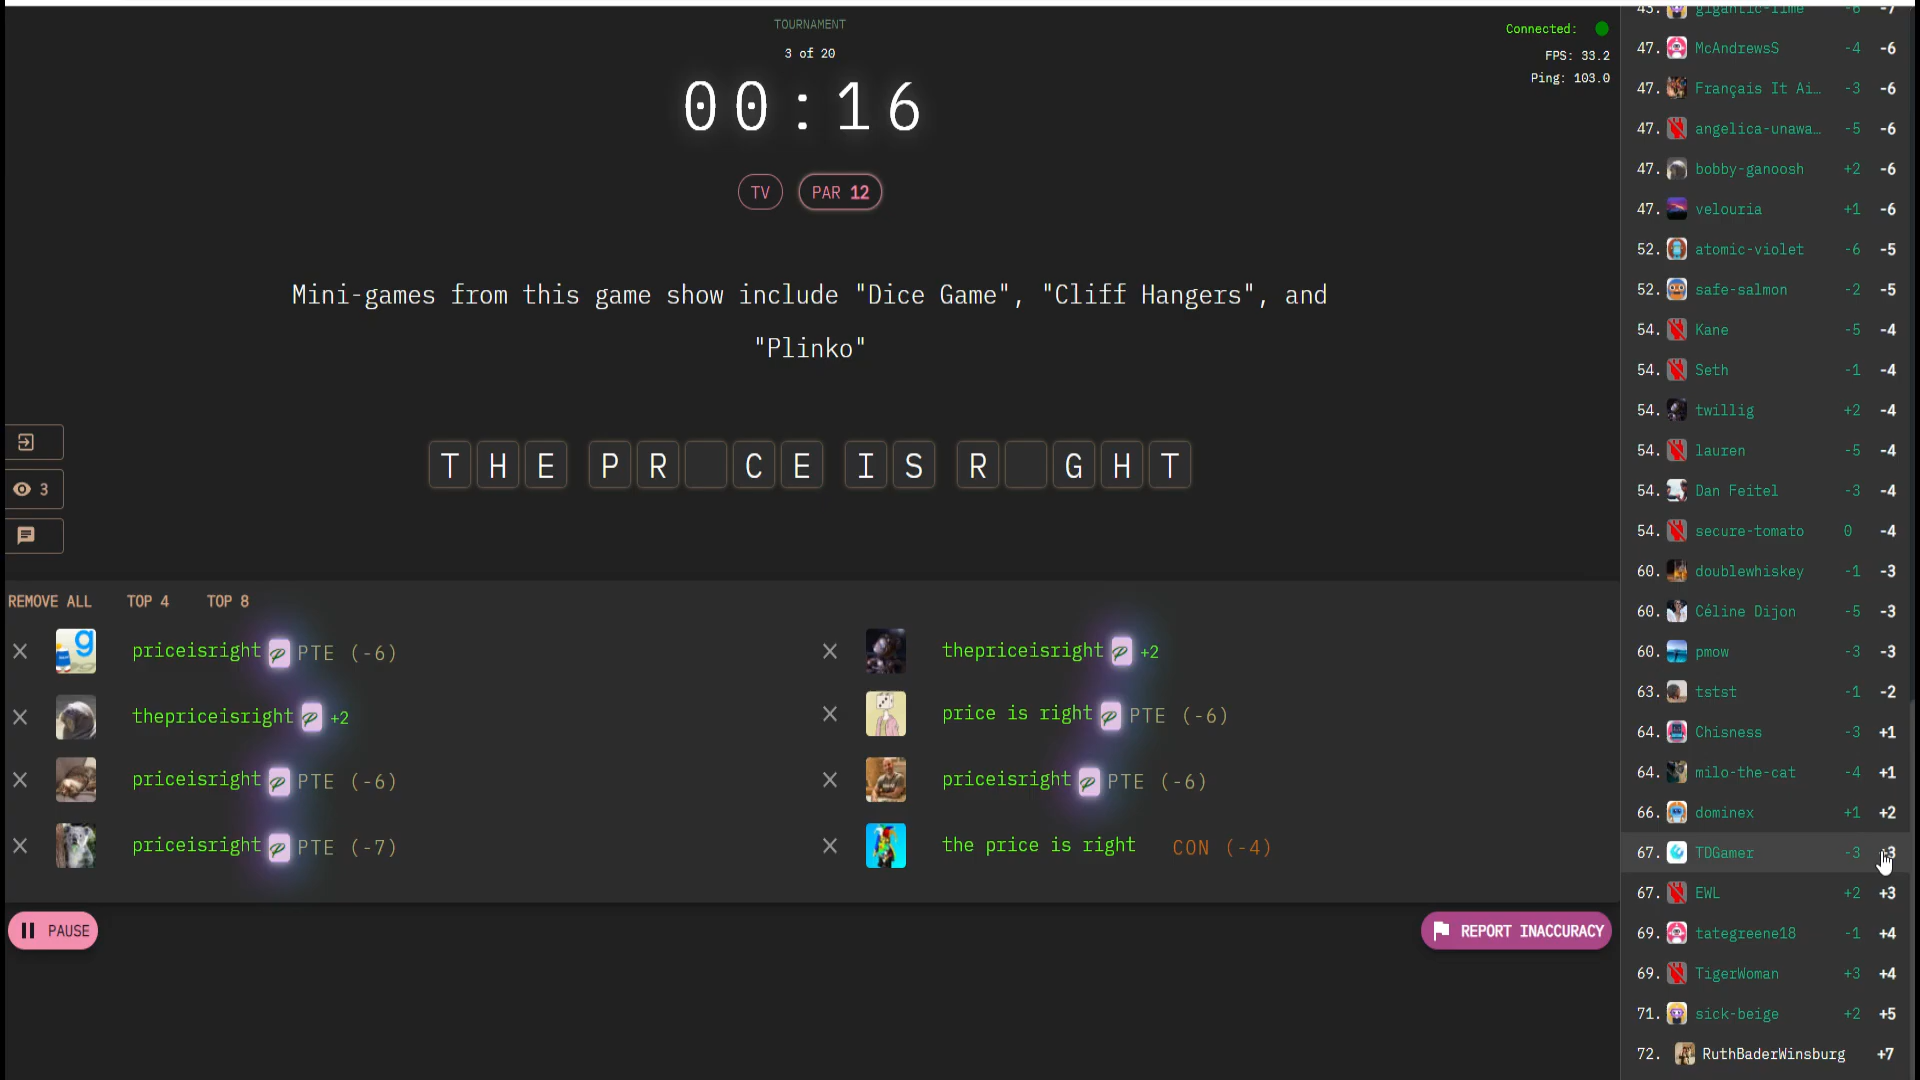 TOURNAMENT
3 of 20
00:16
Connected:
FPS: 33.2
Ping: 103.0
TV
PAR 12
Mini-games from this game show include "Dice Game", "Cliff Hangers", and
"Plinko"
THE PR CE IS R GHT
3
REMOVE ALL TOP 4 TOP 8
priceisright PTE (-6)
thepriceisright +2
thepriceisright +2
price is right PTE (-6)
priceisright PTE (-6)
priceisright PTE (-6)
priceisright PTE (-7)
the price is right CON (-4)
PAUSE
REPORT INACCURACY
gigantic-lime -6 -7
47. McAndrewsS -4 -6
47. Français It Ai… -3 -6
47. angelica-unawa… -5 -6
47. bobby-ganoosh +2 -6
47. velouria +1 -6
52. atomic-violet -6 -5
52. safe-salmon -2 -5
54. Kane -5 -4
54. Seth -1 -4
54. twillig +2 -4
54. lauren -5 -4
54. Dan Feitel -3 -4
54. secure-tomato 0 -4
60. doublewhiskey -1 -3
60. Céline Dijon -5 -3
60. pmow -3 -3
63. tstst -1 -2
64. Chisness -3 +1
64. milo-the-cat -4 +1
66. dominex +1 +2
67. TDGamer -3
67. EWL +2 +3
69. tategreene18 -1 +4
69. TigerWoman +3 +4
71. sick-beige +2 +5
72. RuthBaderWinsburg +7